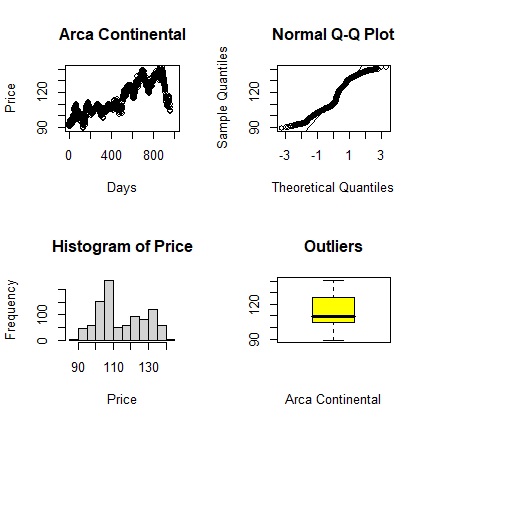 Arca Continental
Price
90
120
0
400
800
Days
Normal Q-Q Plot
Sample Quantiles
90
120
-3
-1
1
3
Theoretical Quantiles
Histogram of Price
Frequency
0
100
90
110
130
Price
Outliers
90
120
Arca Continental